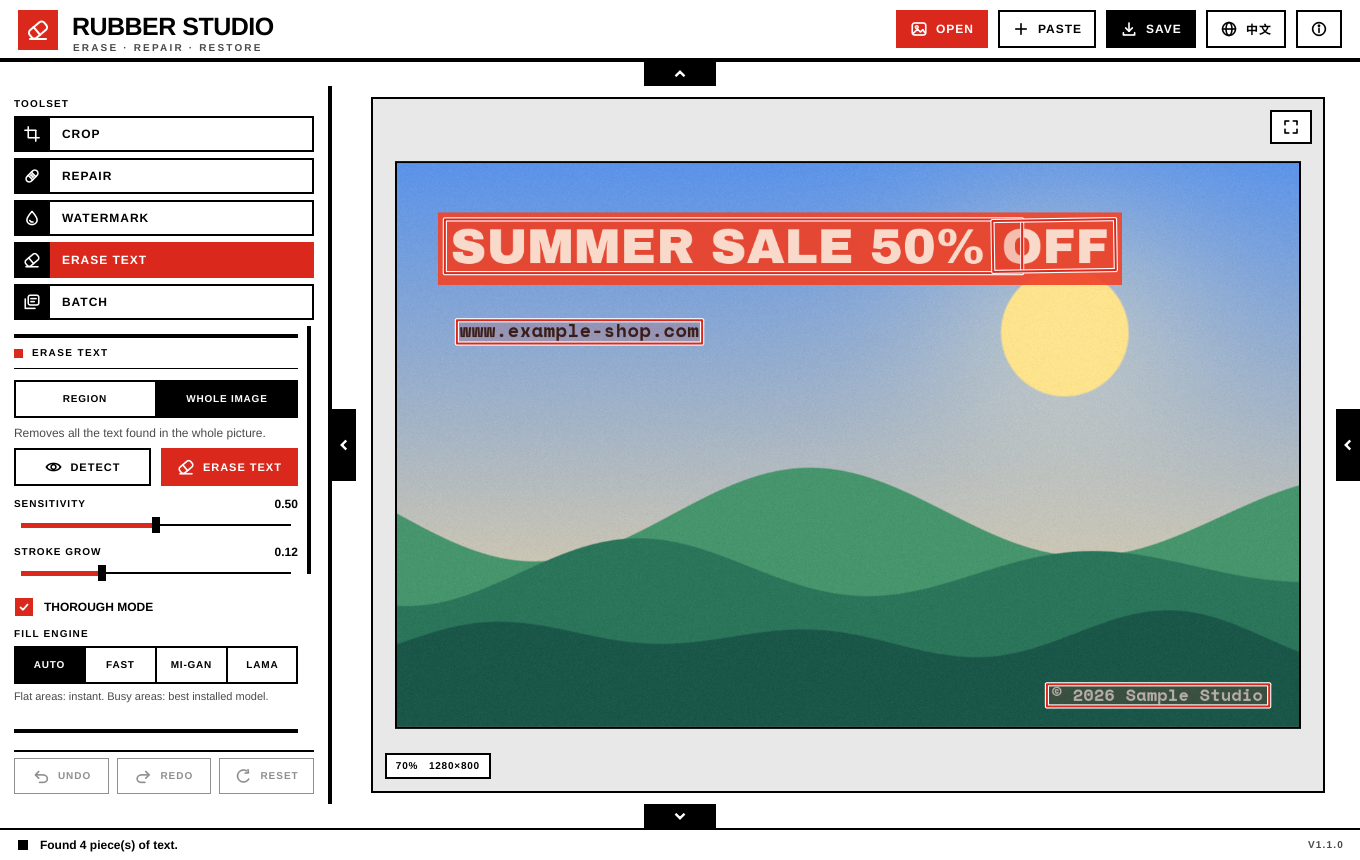 RUBBER STUDIO
ERASE · REPAIR · RESTORE
OPEN
PASTE
SAVE
中文
TOOLSET
CROP
REPAIR
WATERMARK
ERASE TEXT
BATCH
ERASE TEXT
REGION
WHOLE IMAGE
Removes all the text found in the whole picture.
DETECT
ERASE TEXT
SENSITIVITY 0.50
STROKE GROW 0.12
THOROUGH MODE
FILL ENGINE
AUTO
FAST
MI-GAN
LAMA
Flat areas: instant. Busy areas: best installed model.
UNDO
REDO
RESET
SUMMER SALE 50% OFF
www.example-shop.com
© 2026 Sample Studio
70% 1280×800
Found 4 piece(s) of text.
V1.1.0